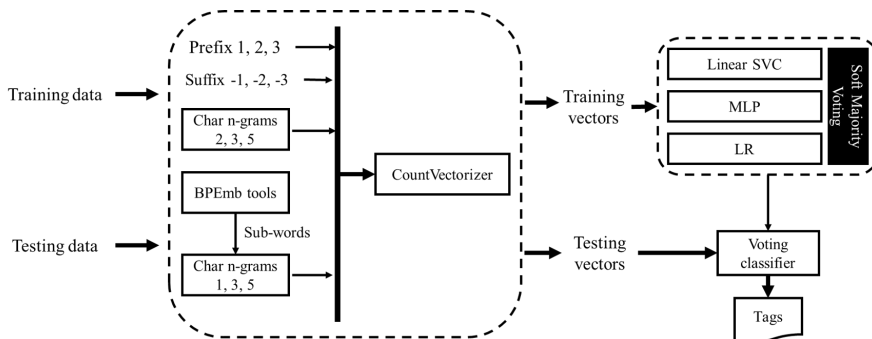 Training data
Testing data
Prefix 1, 2, 3
Suffix -1, -2, -3
Char n-grams
2, 3, 5
BPEmb tools
Sub-words
Char n-grams
1, 3, 5
CountVectorizer
Training
vectors
Testing
vectors
Linear SVC
MLP
LR
Soft Majority
Voting
Voting
classifier
Tags